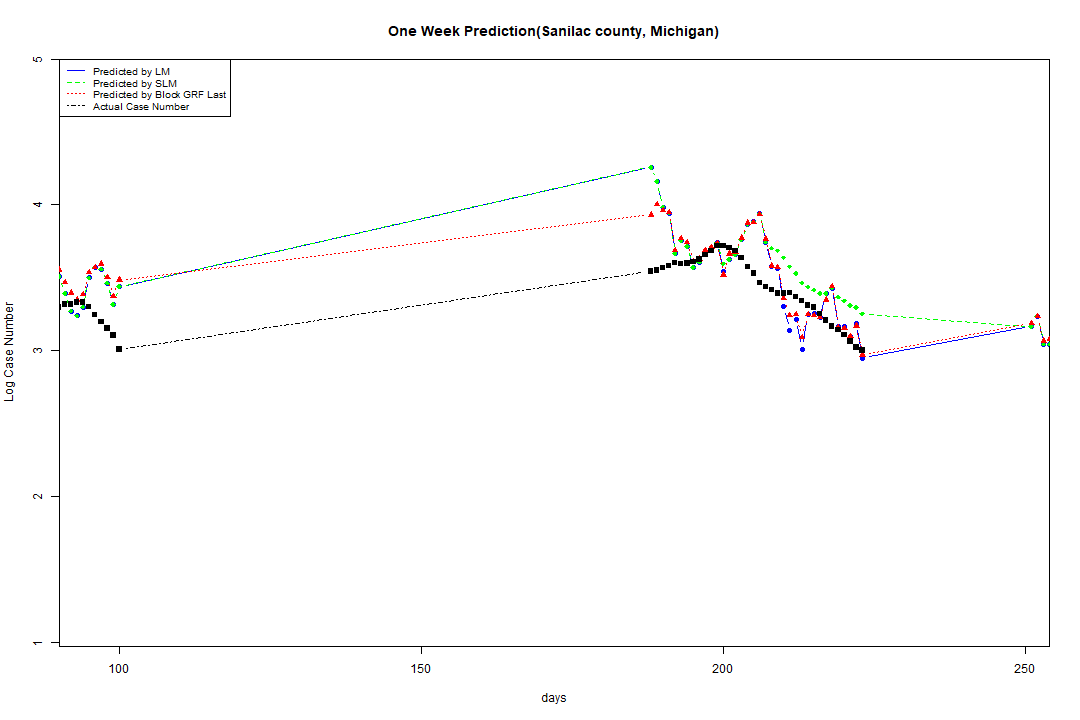 One Week Prediction(Sanilac county, Michigan)
Predicted by LM
Predicted by SLM
Predicted by Block GRF Last
Actual Case Number
5
4
3
2
1
Log Case Number
100
150
200
250
days